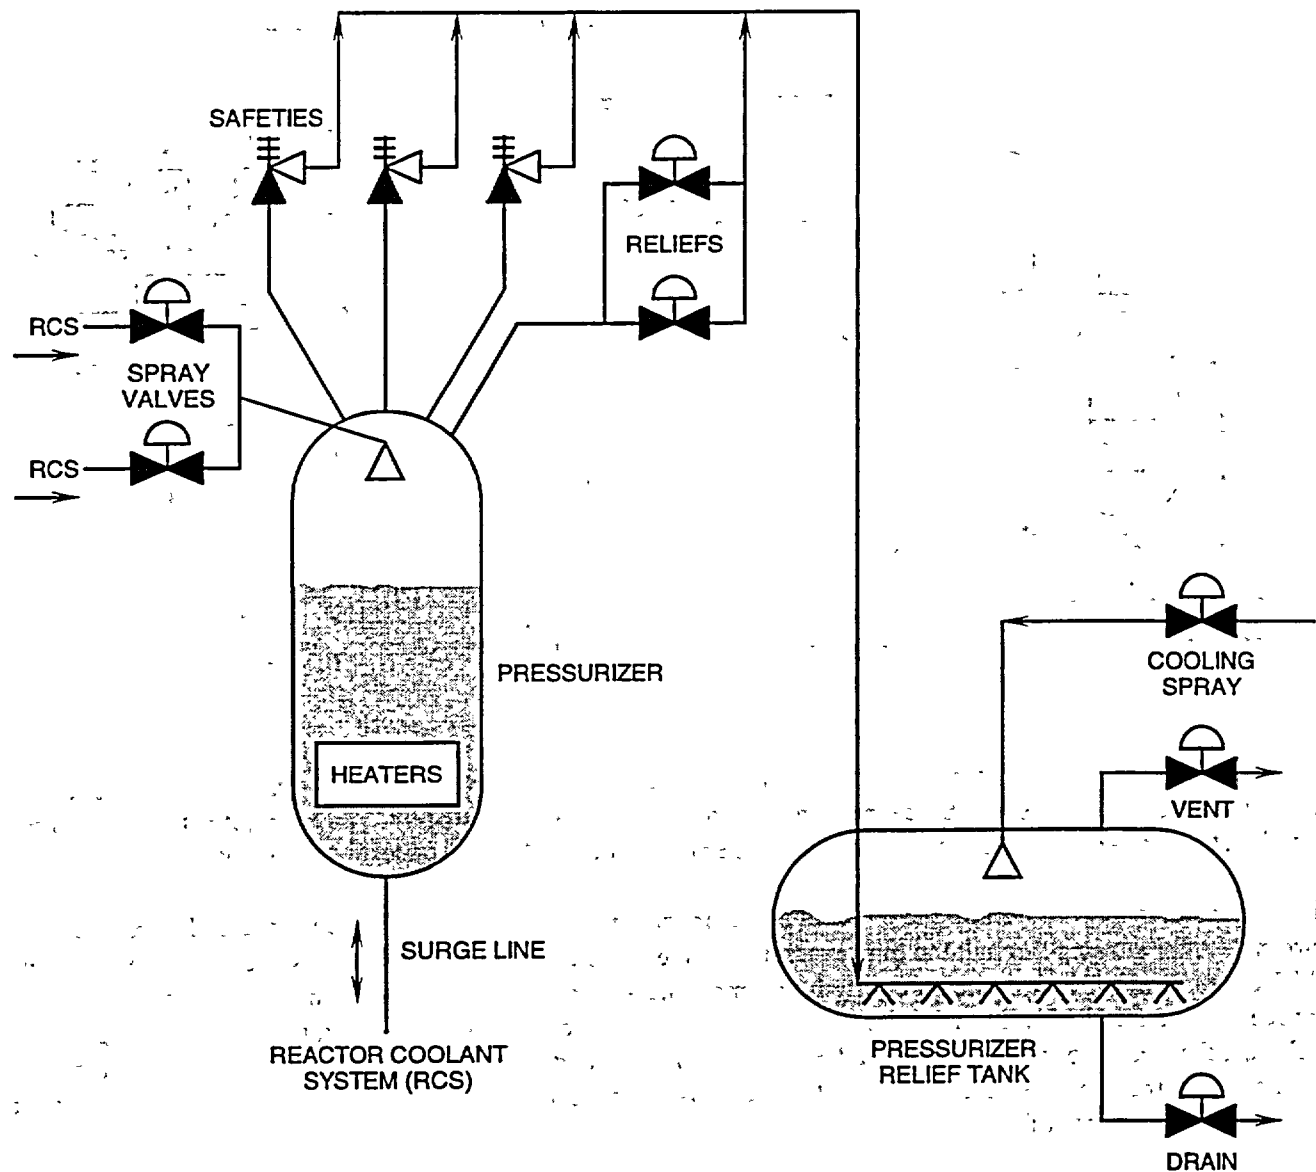 SAFETIES
RELIEFS
RCS
SPRAY
VALVES
RCS
PRESSURIZER
COOLING
SPRAY
HEATERS
VENT
SURGE LINE
REACTOR COOLANT
SYSTEM (RCS)
PRESSURIZER
RELIEF TANK
DRAIN